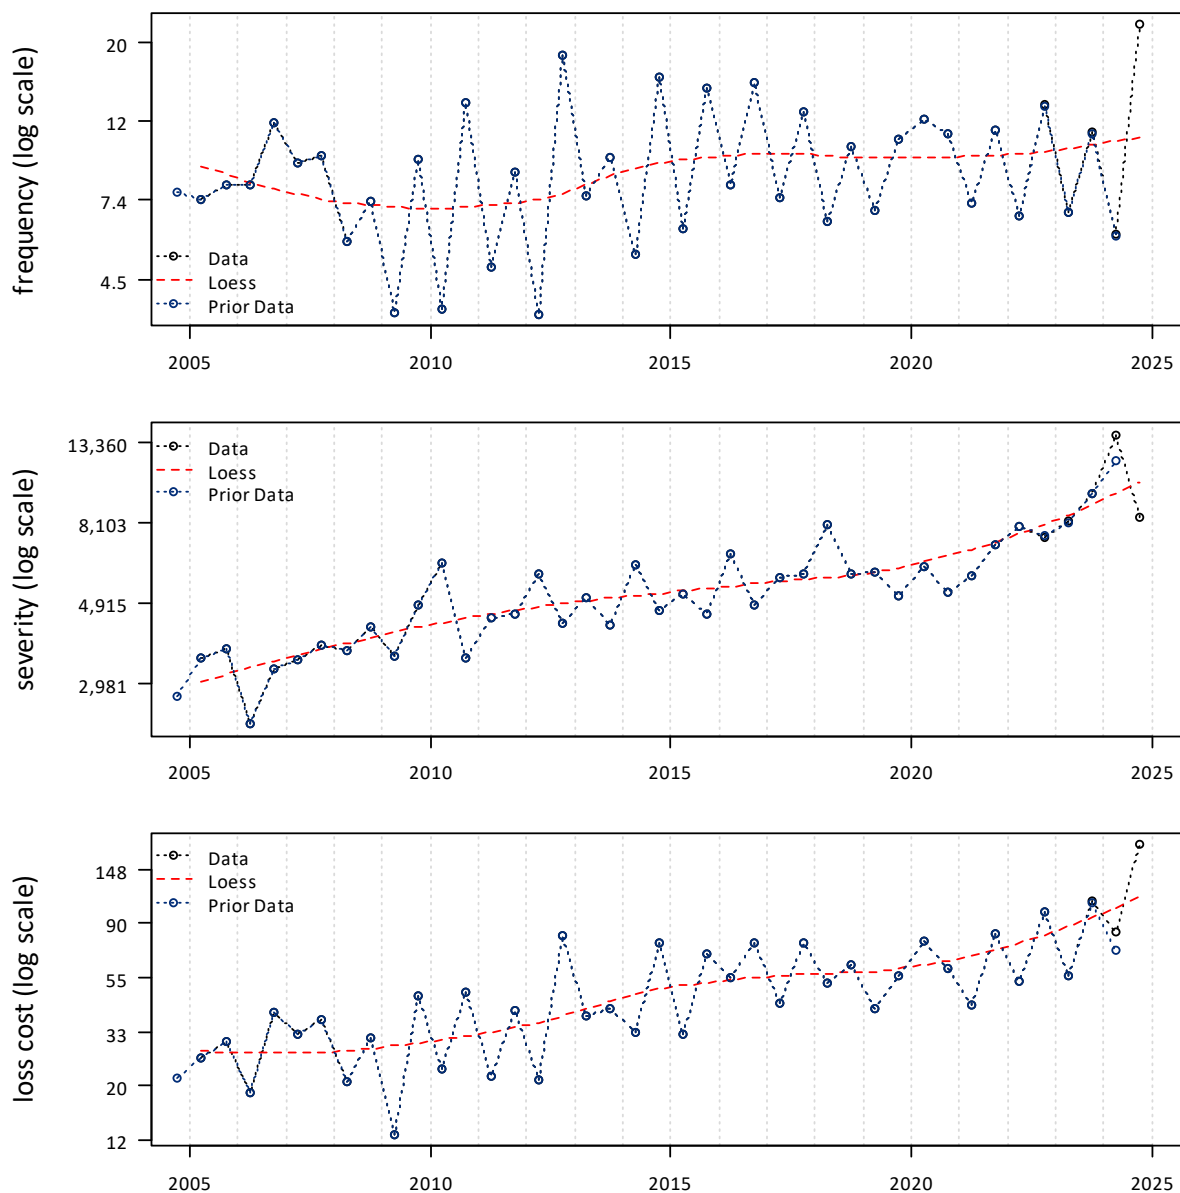 frequency (log scale)
20
12
7.4
4.5
Data
Loess
Prior Data
2005
2010
2015
2020
2025
severity (log scale)
13,360
8,103
4,915
2,981
Data
Loess
Prior Data
2005
2010
2015
2020
2025
loss cost (log scale)
148
90
55
33
20
12
Data
Loess
Prior Data
2005
2010
2015
2020
2025